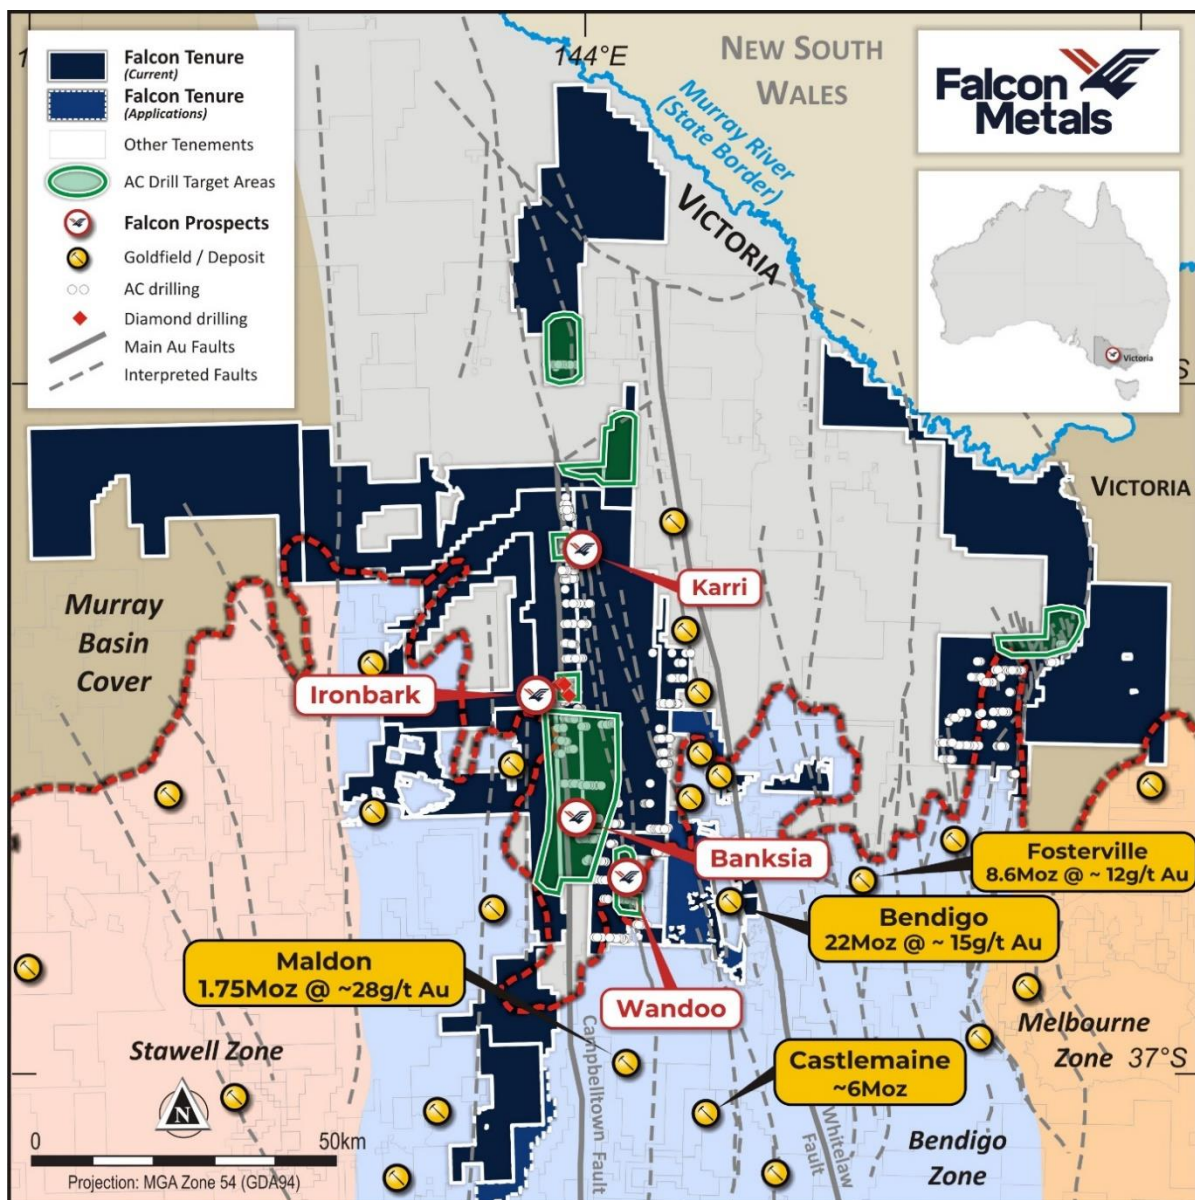 Falcon Tenure
(Current)
Falcon Tenure
(Applications)
Other Tenements
AC Drill Target Areas
Falcon Prospects
Goldfield / Deposit
AC drilling
Diamond drilling
Main Au Faults
Interpreted Faults
1
144°E
NEW SOUTH
WALES
Murray River
(State Border)
VICTORIA
Falcon
Metals
Victoria
S
VICTORIA
Murray
Basin
Cover
Karri
Ironbark
Banksia
Fosterville
8.6Moz @ ~ 12g/t Au
Bendigo
22Moz @ ~ 15g/t Au
Maldon
1.75Moz @ ~28g/t Au
Wandoo
Castlemaine
~6Moz
Stawell Zone
Melbourne
Zone
37°S
Campbelltown Fault
Whitelaw
Fault
Bendigo
Zone
N
0
50km
Projection: MGA Zone 54 (GDA94)